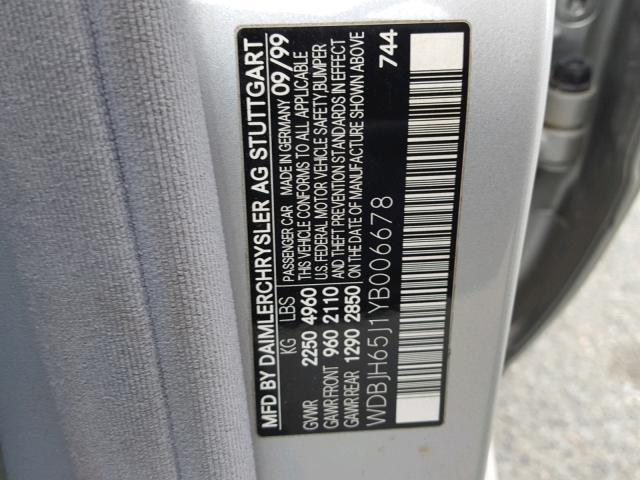 MFD BY DAIMLERCHRYSLER AG STUTTGART
KG LBS PASSENGER CAR MADE IN GERMANY 09/99
GVWR 2250 4960 THIS VEHICLE CONFORMS TO ALL APPLICABLE
U.S. FEDERAL MOTOR VEHICLE SAFETY,BUMPER
GAWR FRONT 960 2110 AND THEFT PREVENTION STANDARDS IN EFFECT
GAWR REAR 1290 2850 ON THE DATE OF MANUFACTURE SHOWN ABOVE
WDBJH65J1YB006678 744